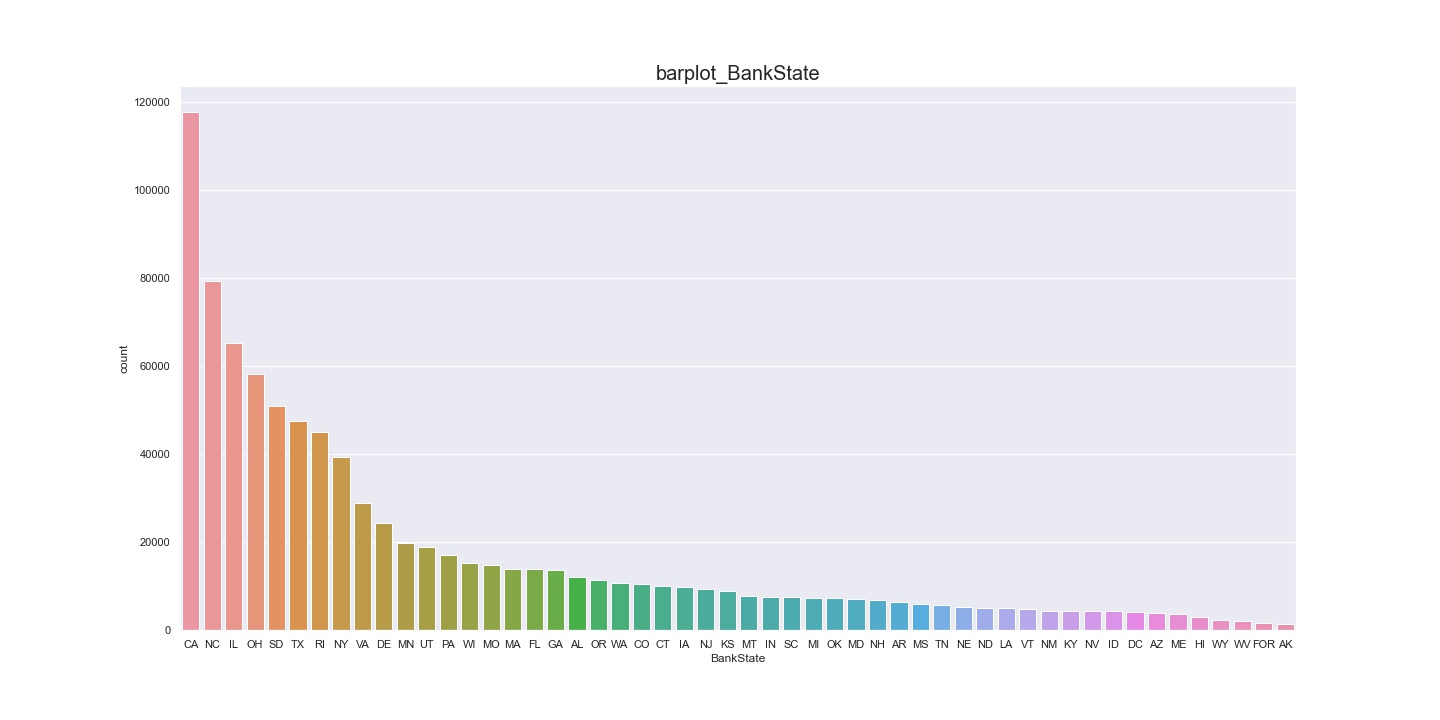 barplot_BankState
120000
100000
80000
60000
40000
20000
0
count
CA NC IL OH SD TX RI NY VA DE MN UT PA WI MO MA FL GA AL OR WA CO CT IA NJ KS MT IN SC MI OK MD NH AR MS TN NE ND LA VT NM KY NV ID DC AZ ME HI WY WV FOR AK
BankState